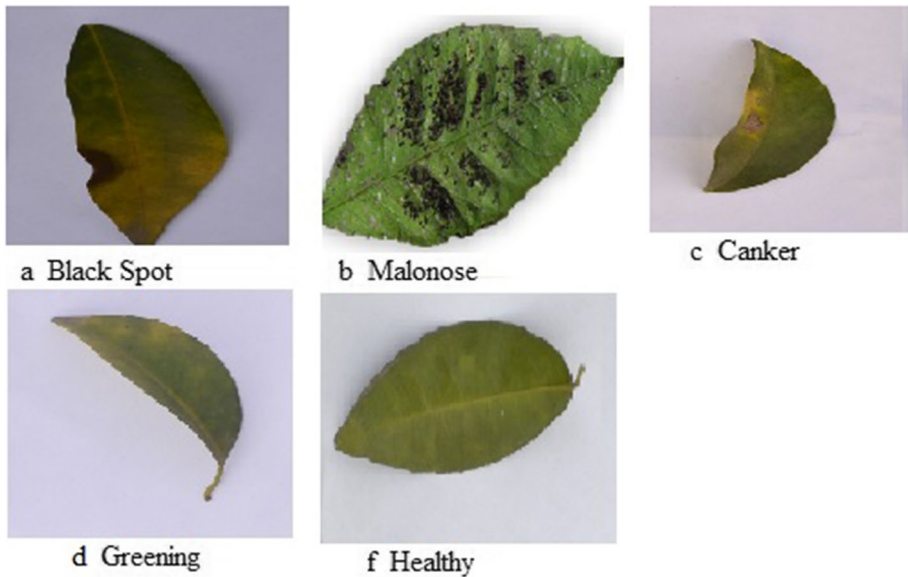 a Black Spot
b Malonose
c Canker
d Greening
f Healthy